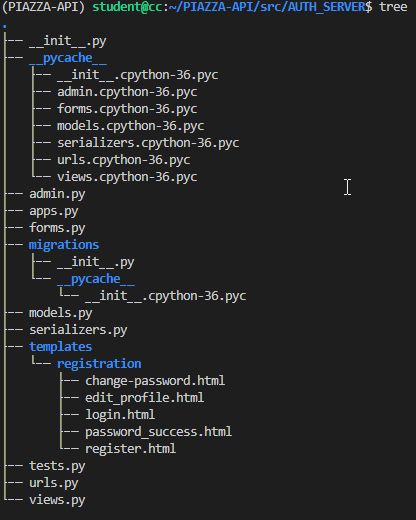 (PIAZZA-API) student@cc:~/PIAZZA-API/src/AUTH_SERVER$ tree
.
├── __init__.py
├── __pycache__
│   ├── __init__.cpython-36.pyc
│   ├── admin.cpython-36.pyc
│   ├── forms.cpython-36.pyc
│   ├── models.cpython-36.pyc
│   ├── serializers.cpython-36.pyc
│   ├── urls.cpython-36.pyc
│   └── views.cpython-36.pyc
├── admin.py
├── apps.py
├── forms.py
├── migrations
│   ├── __init__.py
│   └── __pycache__
│       └── __init__.cpython-36.pyc
├── models.py
├── serializers.py
├── templates
│   └── registration
│       ├── change-password.html
│       ├── edit_profile.html
│       ├── login.html
│       ├── password_success.html
│       └── register.html
├── tests.py
├── urls.py
└── views.py